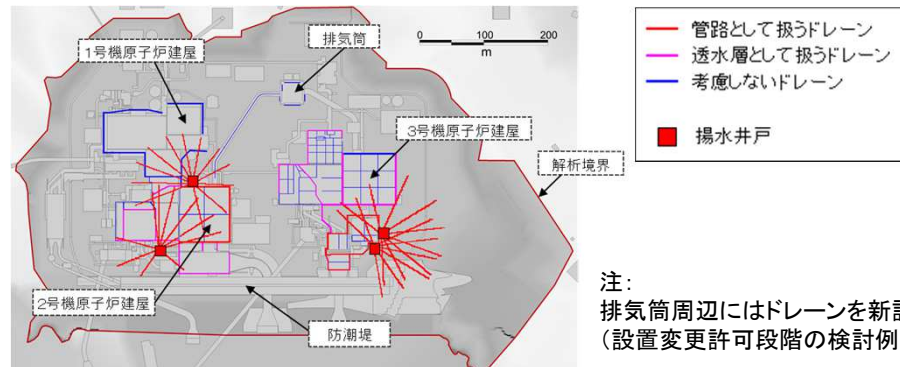 排気筒
1号機原子炉建屋
0 100 200
m
3号機原子炉建屋
解析境界
2号機原子炉建屋
防潮堤
管路として扱うドレーン
透水層として扱うドレーン
考慮しないドレーン
揚水井戸
注:
排気筒周辺にはドレーンを新
(設置変更許可段階の検討例